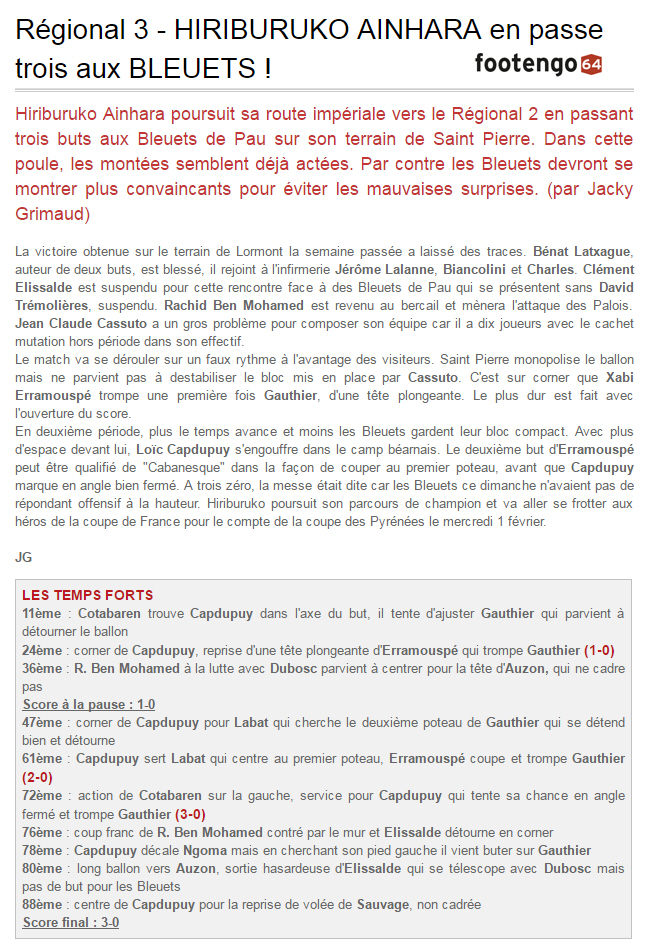 Régional 3 - HIRIBURUKO AINHARA en passe
trois aux BLEUETS !
footengo 64
Hiriburuko Ainhara poursuit sa route impériale vers le Régional 2 en passant
trois buts aux Bleuets de Pau sur son terrain de Saint Pierre. Dans cette
poule, les montées semblent déjà actées. Par contre les Bleuets devront se
montrer plus convaincants pour éviter les mauvaises surprises. (par Jacky
Grimaud)
La victoire obtenue sur le terrain de Lormont la semaine passée a laissé des traces. Bénat Latxague,
auteur de deux buts, est blessé, il rejoint à l'infirmerie Jérôme Lalanne, Biancolini et Charles. Clément
Elissalde est suspendu pour cette rencontre face à des Bleuets de Pau qui se présentent sans David
Trémolières, suspendu. Rachid Ben Mohamed est revenu au bercail et mènera l'attaque des Palois.
Jean Claude Cassuto a un gros problème pour composer son équipe car il a dix joueurs avec le cachet
mutation hors période dans son effectif.
Le match va se dérouler sur un faux rythme à l'avantage des visiteurs. Saint Pierre monopolise le ballon
mais ne parvient pas à destabiliser le bloc mis en place par Cassuto. C'est sur corner que Xabi
Erramouspé trompe une première fois Gauthier, d'une tête plongeante. Le plus dur est fait avec
l'ouverture du score.
En deuxième période, plus le temps avance et moins les Bleuets gardent leur bloc compact. Avec plus
d'espace devant lui, Loïc Capdupuy s'engouffre dans le camp béarnais. Le deuxième but d'Erramouspé
peut être qualifié de "Cabanesque" dans la façon de couper au premier poteau, avant que Capdupuy
marque en angle bien fermé. A trois zéro, la messe était dite car les Bleuets ce dimanche n'avaient pas de
répondant offensif à la hauteur. Hiriburuko poursuit son parcours de champion et va aller se frotter aux
héros de la coupe de France pour le compte de la coupe des Pyrénées le mercredi 1 février.
JG
LES TEMPS FORTS
11ème : Cotabaren trouve Capdupuy dans l'axe du but, il tente d'ajuster Gauthier qui parvient à
détourner le ballon
24ème : corner de Capdupuy, reprise d'une tête plongeante d'Erramouspé qui trompe Gauthier (1-0)
36ème : R. Ben Mohamed à la lutte avec Dubosc parvient à centrer pour la tête d'Auzon, qui ne cadre
pas
Score à la pause : 1-0
47ème : corner de Capdupuy pour Labat qui cherche le deuxième poteau de Gauthier qui se détend
bien et détourne
61ème : Capdupuy sert Labat qui centre au premier poteau, Erramouspé coupe et trompe Gauthier
(2-0)
72ème : action de Cotabaren sur la gauche, service pour Capdupuy qui tente sa chance en angle
fermé et trompe Gauthier (3-0)
76ème : coup franc de R. Ben Mohamed contré par le mur et Elissalde détourne en corner
78ème : Capdupuy décale Ngoma mais en cherchant son pied gauche il vient buter sur Gauthier
80ème : long ballon vers Auzon, sortie hasardeuse d'Elissalde qui se télescope avec Dubosc mais
pas de but pour les Bleuets
88ème : centre de Capdupuy pour la reprise de volée de Sauvage, non cadrée
Score final : 3-0